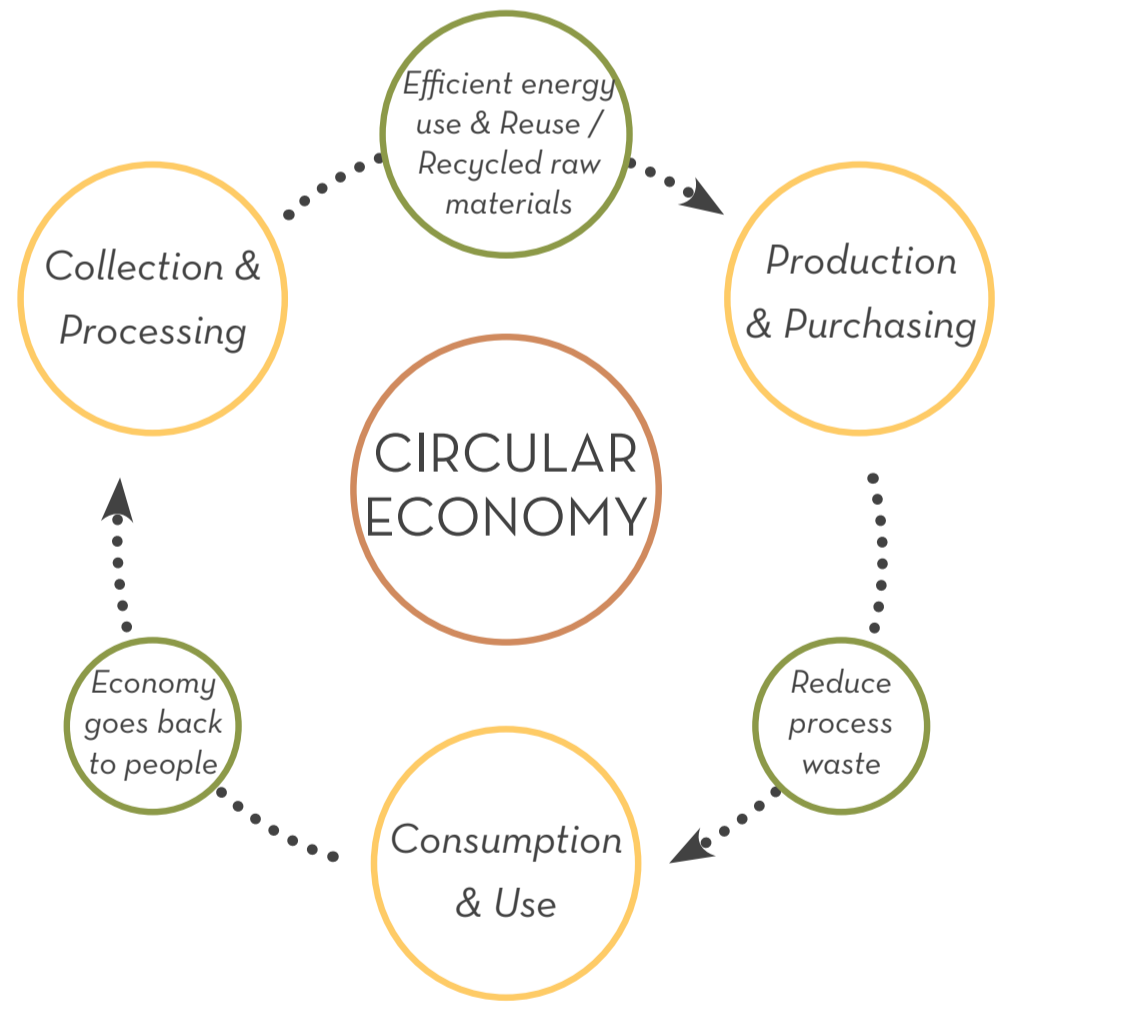 Efficient energy
use & Reuse /
Recycled raw
materials
Collection &
Processing
Production
& Purchasing
CIRCULAR
ECONOMY
Economy
goes back
to people
Reduce
process
waste
Consumption
& Use